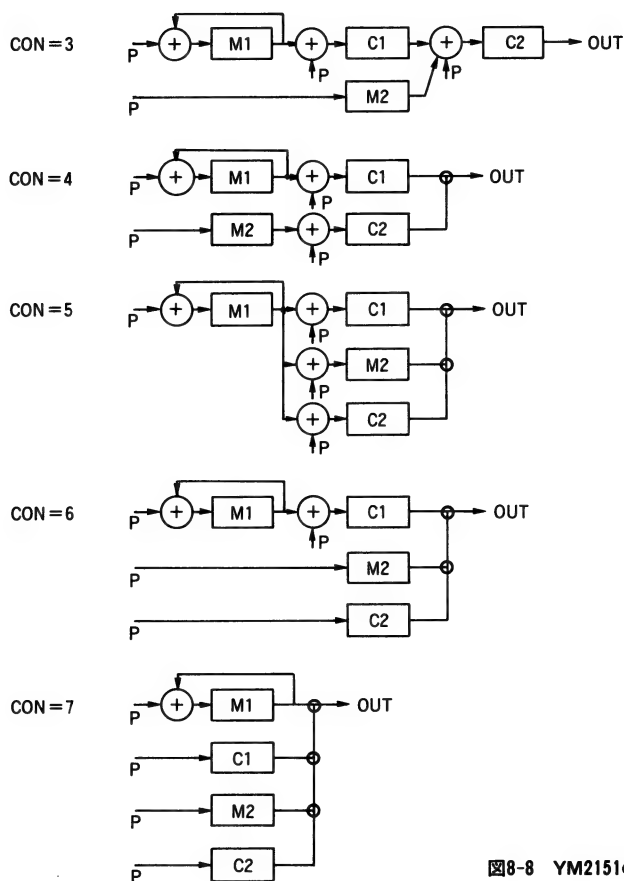 CON=3 P + M1 + P C1 + P C2 OUT
P M2
CON=4 P + M1 + P C1 OUT
P M2 + P C2
CON=5 P + M1 + P C1 OUT
+ P M2
+ P C2
CON=6 P + M1 + P C1 OUT
P M2
P C2
CON=7 P + M1 OUT
P C1
P M2
P C2
図8-8 YM2151